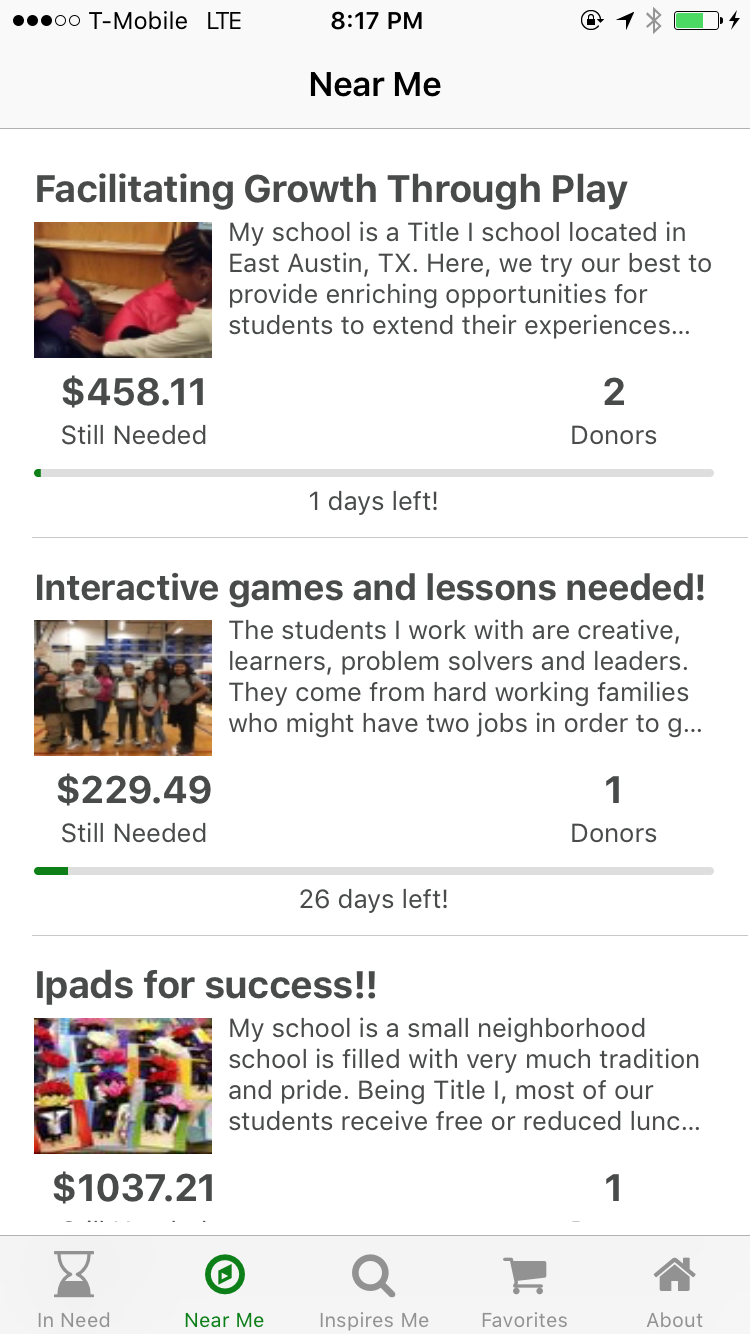 T-Mobile LTE 8:17 PM
Near Me
Facilitating Growth Through Play
My school is a Title I school located in
East Austin, TX. Here, we try our best to
provide enriching opportunities for
students to extend their experiences...
$458.11 2
Still Needed Donors
1 days left!
Interactive games and lessons needed!
The students I work with are creative,
learners, problem solvers and leaders.
They come from hard working families
who might have two jobs in order to g...
$229.49 1
Still Needed Donors
26 days left!
Ipads for success!!
My school is a small neighborhood
school is filled with very much tradition
and pride. Being Title I, most of our
students receive free or reduced lunc...
$1037.21 1
In Need Near Me Inspires Me Favorites About